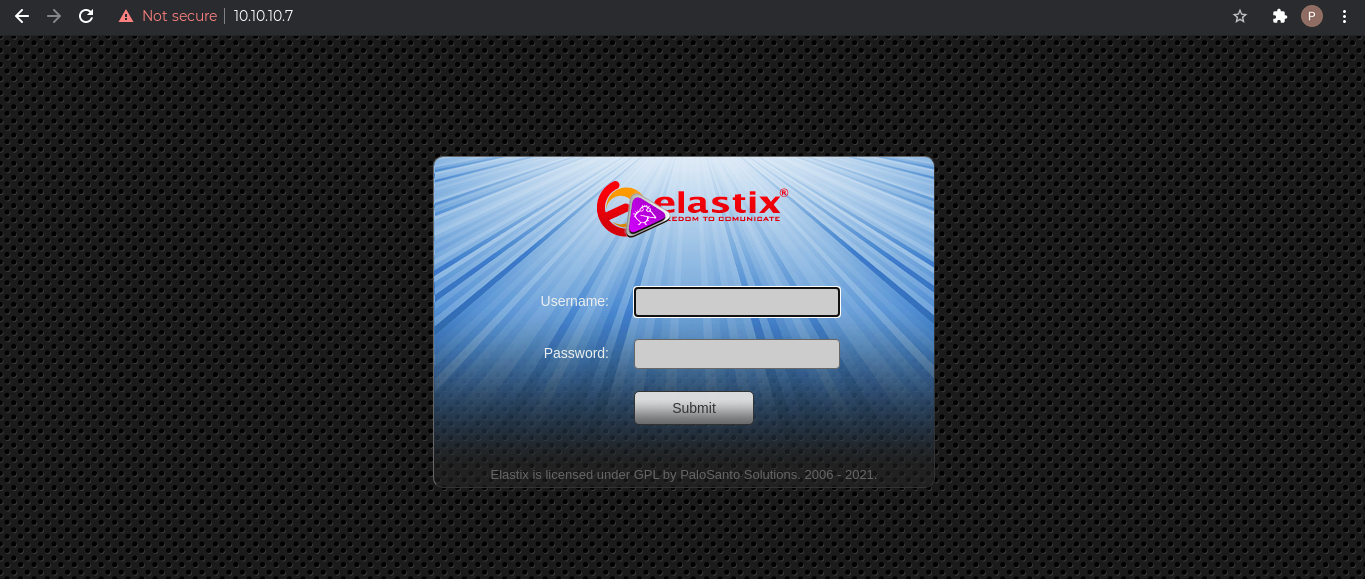 Not secure 10.10.10.7
P
elastix®
EEDOM TO COMUNICATE
Username:
Password:
Submit
Elastix is licensed under GPL by PaloSanto Solutions. 2006 - 2021.